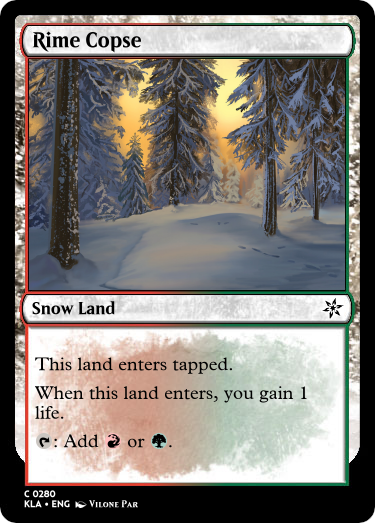 Rime Copse
Snow Land
This land enters tapped.
When this land enters, you gain 1
life.
: Add or .
C 0280
KLA • ENG Vilone Par